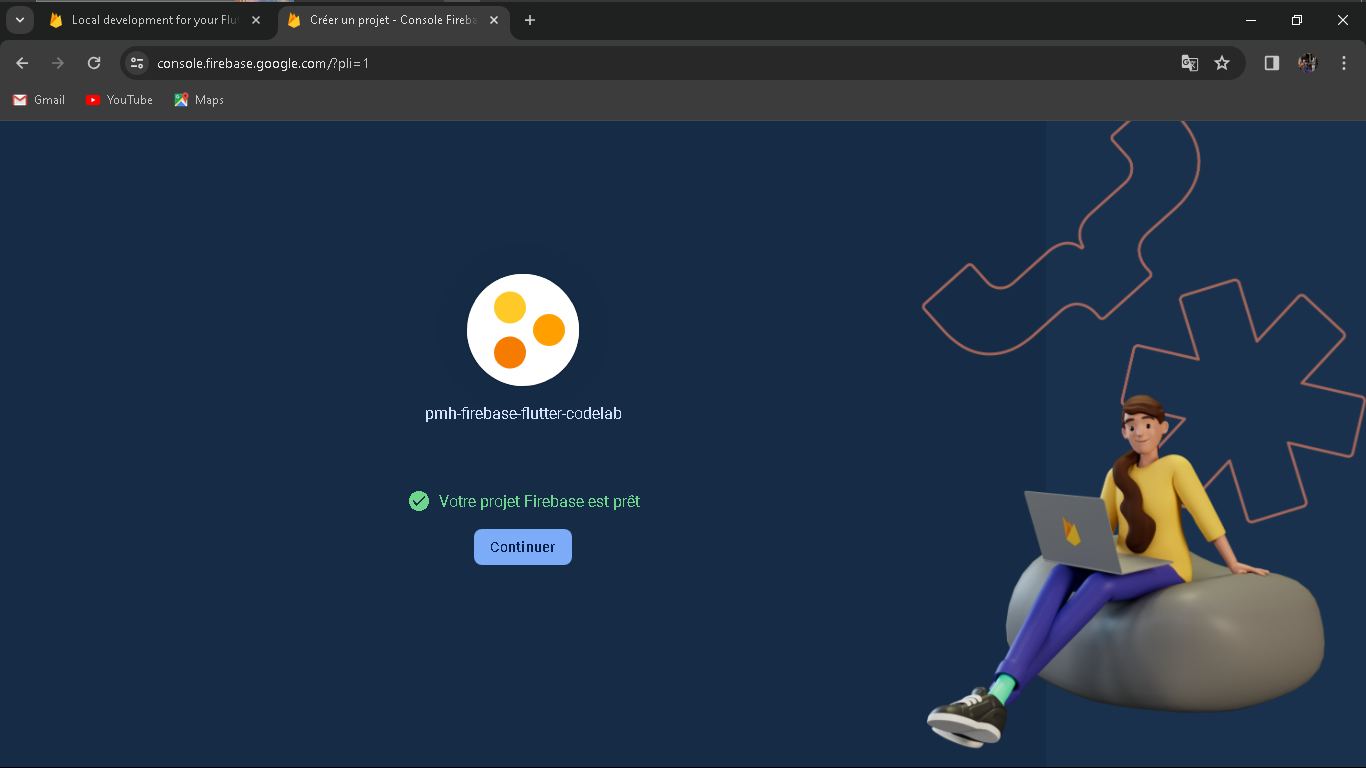 Local development for your Flu
Créer un projet - Console Fireba
console.firebase.google.com/?pli=1
Gmail
YouTube
Maps
pmh-firebase-flutter-codelab
Votre projet Firebase est prêt
Continuer